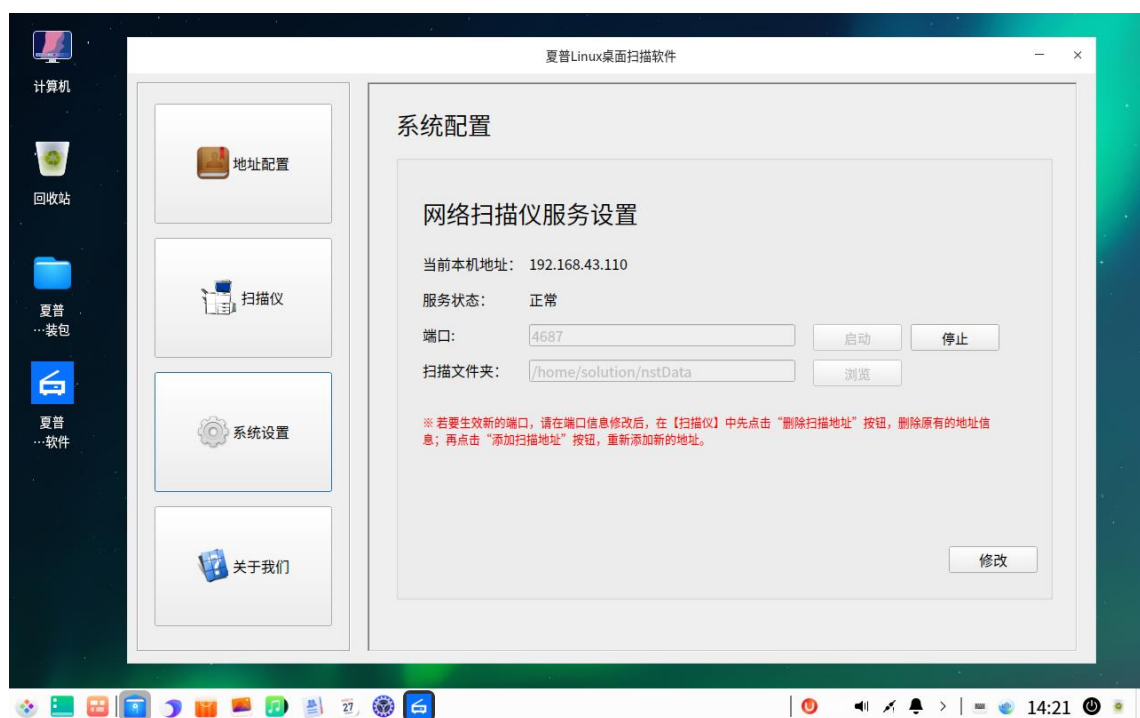 夏普Linux桌面扫描软件
计算机
回收站
夏普
…装包
夏普
…软件
地址配置
扫描仪
系统设置
关于我们
系统配置
网络扫描仪服务设置
当前本机地址: 192.168.43.110
服务状态: 正常
端口: 4687 启动 停止
扫描文件夹: /home/solution/nstData 浏览
※ 若要生效新的端口，请在端口信息修改后，在【扫描仪】中先点击“删除扫描地址”按钮，删除原有的地址信
息；再点击“添加扫描地址”按钮，重新添加新的地址。
修改
27
14:21